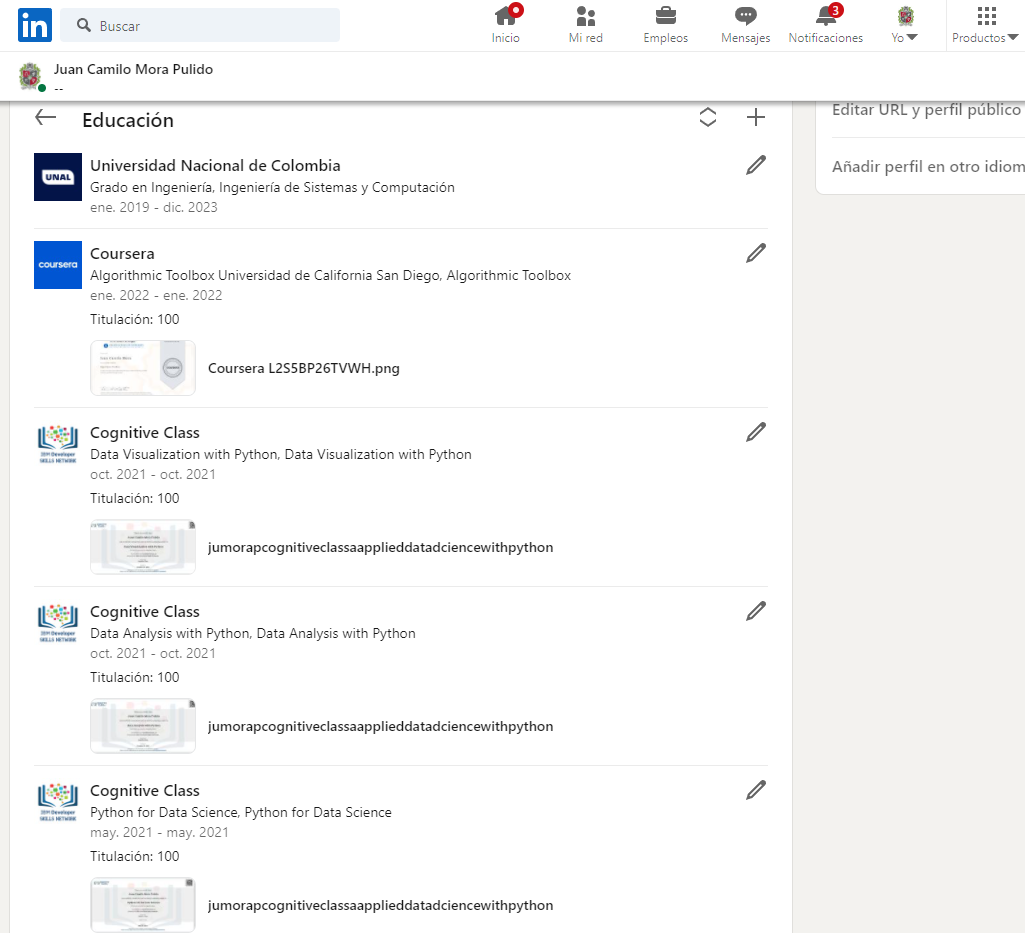 in
Buscar
Inicio
Mi red
Empleos
Mensajes
3
Notificaciones
Yo
Productos
Juan Camilo Mora Pulido
--
Educación
Editar URL y perfil público
Añadir perfil en otro idiom
UNAL
Universidad Nacional de Colombia
Grado en Ingeniería, Ingeniería de Sistemas y Computación
ene. 2019 - dic. 2023
coursera
Coursera
Algorithmic Toolbox Universidad de California San Diego, Algorithmic Toolbox
ene. 2022 - ene. 2022
Titulación: 100
Coursera L2S5BP26TVWH.png
IBM Developer
SKILLS NETWORK
Cognitive Class
Data Visualization with Python, Data Visualization with Python
oct. 2021 - oct. 2021
Titulación: 100
jumorapcognitiveclassaapplieddatadciencewithpython
IBM Developer
SKILLS NETWORK
Cognitive Class
Data Analysis with Python, Data Analysis with Python
oct. 2021 - oct. 2021
Titulación: 100
jumorapcognitiveclassaapplieddatadciencewithpython
IBM Developer
SKILLS NETWORK
Cognitive Class
Python for Data Science, Python for Data Science
may. 2021 - may. 2021
Titulación: 100
jumorapcognitiveclassaapplieddatadciencewithpython